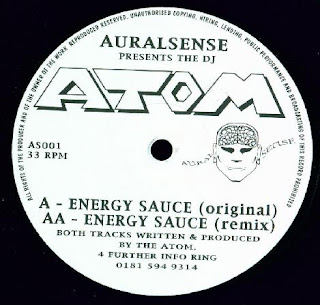 ALL RIGHTS OF THE PRODUCER AND OF THE OWNER OF THE WORK REPRODUCED RESERVED. UNAUTHORISED COPYING, HIRING, LENDING, PUBLIC PERFORMANCE AND BROADCASTING OF THIS RECORD PROHIBITED
AURALSENSE
PRESENTS THE DJ
ATOM
AS001
33 RPM
AURAL SENSE
A - ENERGY SAUCE (original)
AA - ENERGY SAUCE (remix)
BOTH TRACKS WRITTEN & PRODUCED
BY THE ATOM.
4 FURTHER INFO RING
0181 594 9314